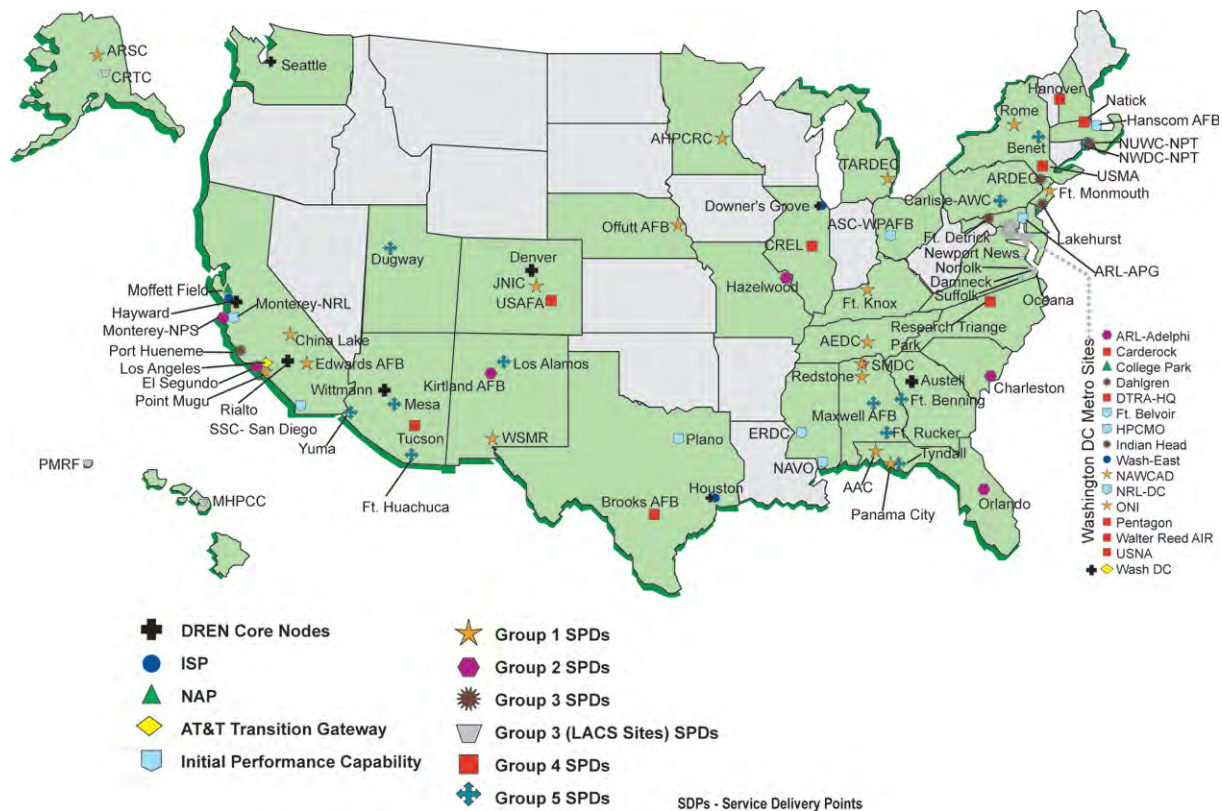 ARSC
CRTC
Seattle
AHPCRC
TARDEC
Hanover
Natick
Rome
Hanscom AFB
Benet
NUWC-NPT
NWDC-NPT
USMA
ARDEC
Ft. Monmouth
Carlisle-AWC
Downer's Grove
ASC-WPAFB
Offutt AFB
CREL
Ft. Detrick
Lakehurst
Newport News
Norfolk
ARL-APG
Damneck
Suffolk
Oceana
Dugway
Denver
JNIC
USAFA
Hazelwood
Ft. Knox
Research Triange
Park
Moffett Field
Hayward
Monterey-NRL
Monterey-NPS
China Lake
Port Hueneme
Los Angeles
Edwards AFB
El Segundo
Point Mugu
Rialto
Wittmann
SSC- San Diego
Yuma
Mesa
Tucson
Ft. Huachuca
Kirtland AFB
Los Alamos
WSMR
AEDC
SMDC
Redstone
Austell
Charleston
Ft. Benning
Maxwell AFB
Ft. Rucker
Tyndall
ERDC
Plano
NAVO
Houston
Brooks AFB
AAC
Panama City
Orlando
PMRF
MHPCC
Washington DC Metro Sites
ARL-Adelphi
Carderock
College Park
Dahlgren
DTRA-HQ
Ft. Belvoir
HPCMO
Indian Head
Wash-East
NAWCAD
NRL-DC
ONI
Pentagon
Walter Reed AIR
USNA
Wash DC
DREN Core Nodes
ISP
NAP
AT&T Transition Gateway
Initial Performance Capability
Group 1 SPDs
Group 2 SPDs
Group 3 SPDs
Group 3 (LACS Sites) SPDs
Group 4 SPDs
Group 5 SPDs
SDPs - Service Delivery Points